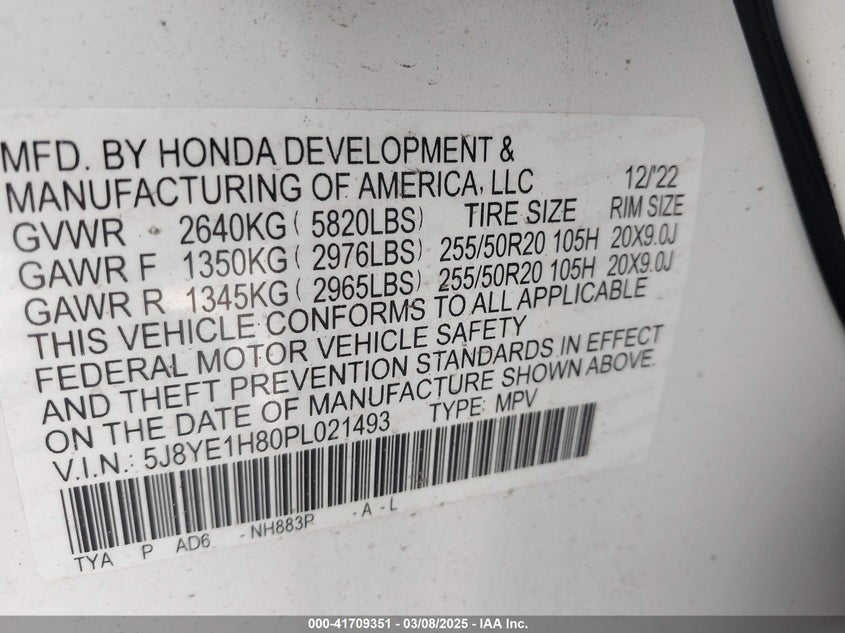 MFD. BY HONDA DEVELOPMENT &
MANUFACTURING OF AMERICA, LLC 12/'22
GVWR 2640KG ( 5820LBS) TIRE SIZE RIM SIZE
GAWR F 1350KG ( 2976LBS) 255/50R20 105H 20X9.0J
GAWR R 1345KG ( 2965LBS) 255/50R20 105H 20X9.0J
THIS VEHICLE CONFORMS TO ALL APPLICABLE
FEDERAL MOTOR VEHICLE SAFETY
AND THEFT PREVENTION STANDARDS IN EFFECT
ON THE DATE OF MANUFACTURE SHOWN ABOVE.
V.I.N.: 5J8YE1H80PL021493 TYPE: MPV
TYA P AD6 -NH883P -A -L
000-41709351 | 03/08/2025 - IAA Inc.